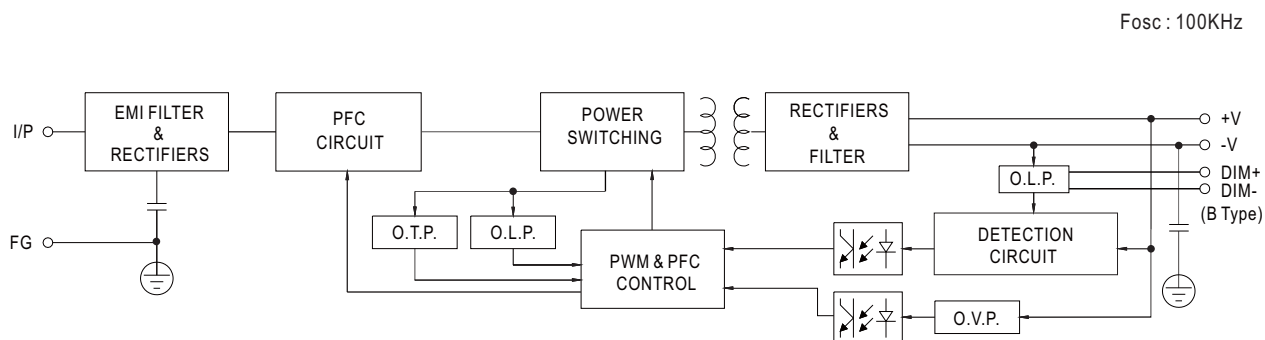 Fosc : 100KHz
I/P
EMI FILTER
&
RECTIFIERS
PFC
CIRCUIT
POWER
SWITCHING
RECTIFIERS
&
FILTER
+V
-V
DIM+
DIM-
(B Type)
O.L.P.
FG
O.T.P.
O.L.P.
PWM & PFC
CONTROL
DETECTION
CIRCUIT
O.V.P.